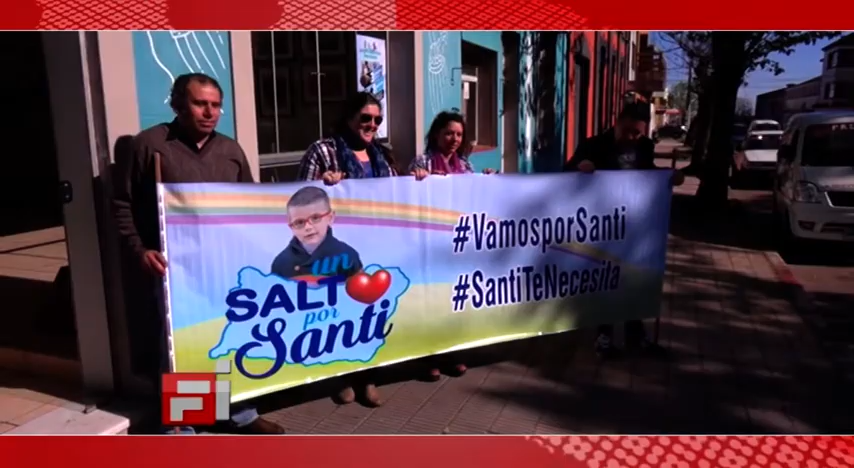 un
SALTO
por
Santi
#VamosporSanti
#SantiTeNecesita
Fi